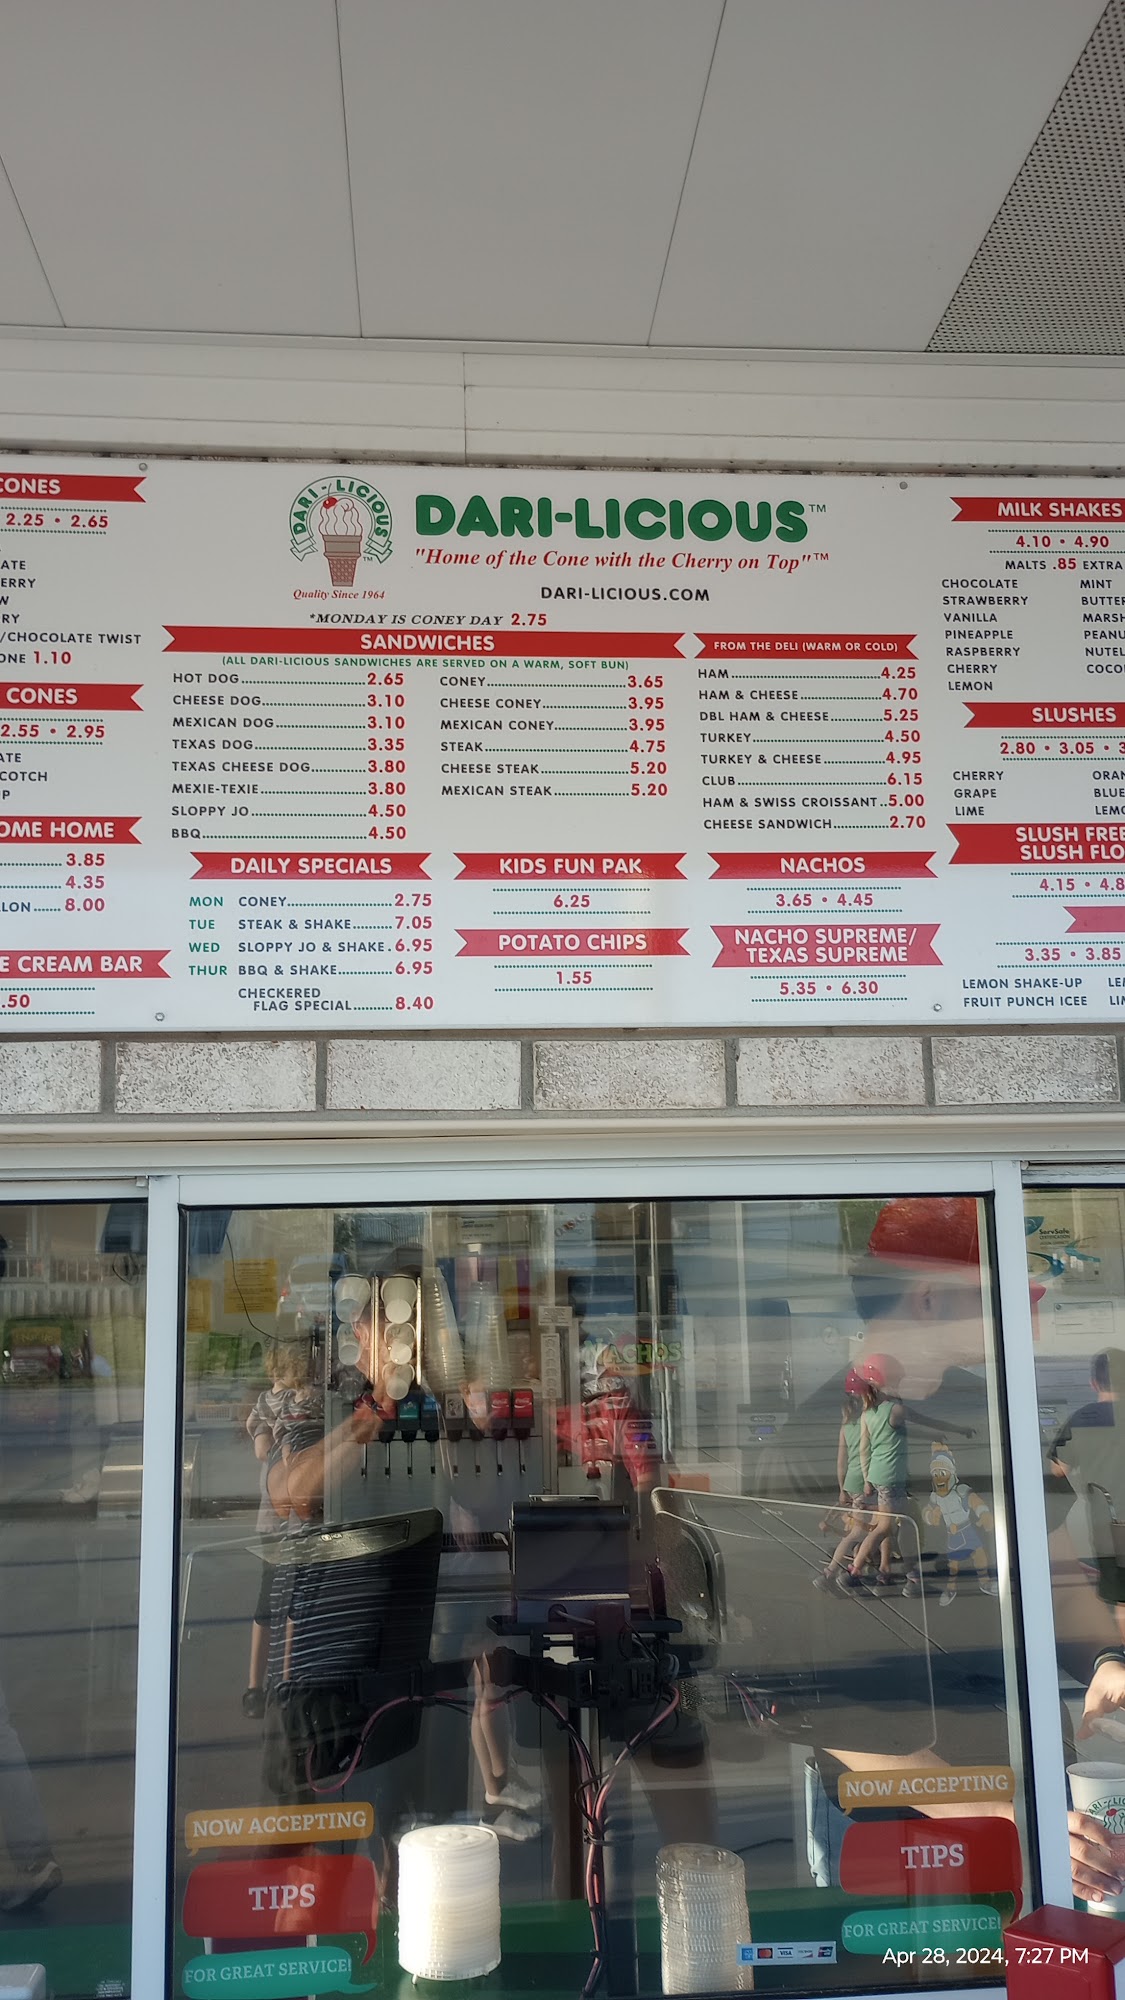 CONES
2.25 • 2.65
ATE
ERRY
W
RY
/CHOCOLATE TWIST
ONE 1.10
CONES
2.55 • 2.95
ATE
SCOTCH
P
OME HOME
3.85
4.35
LON 8.00
E CREAM BAR
.50
DARI-LICIOUS
™
Quality Since 1964
DARI-LICIOUS™
"Home of the Cone with the Cherry on Top"™
DARI-LICIOUS.COM
*MONDAY IS CONEY DAY 2.75
SANDWICHES
(ALL DARI-LICIOUS SANDWICHES ARE SERVED ON A WARM, SOFT BUN)
HOT DOG 2.65
CHEESE DOG 3.10
MEXICAN DOG 3.10
TEXAS DOG 3.35
TEXAS CHEESE DOG 3.80
MEXIE-TEXIE 3.80
SLOPPY JO 4.50
BBQ 4.50
CONEY 3.65
CHEESE CONEY 3.95
MEXICAN CONEY 3.95
STEAK 4.75
CHEESE STEAK 5.20
MEXICAN STEAK 5.20
FROM THE DELI (WARM OR COLD)
HAM 4.25
HAM & CHEESE 4.70
DBL HAM & CHEESE 5.25
TURKEY 4.50
TURKEY & CHEESE 4.95
CLUB 6.15
HAM & SWISS CROISSANT 5.00
CHEESE SANDWICH 2.70
DAILY SPECIALS
MON CONEY 2.75
TUE STEAK & SHAKE 7.05
WED SLOPPY JO & SHAKE 6.95
THUR BBQ & SHAKE 6.95
CHECKERED
FLAG SPECIAL 8.40
KIDS FUN PAK
6.25
POTATO CHIPS
1.55
NACHOS
3.65 • 4.45
NACHO SUPREME/
TEXAS SUPREME
5.35 • 6.30
MILK SHAKES
4.10 • 4.90
MALTS .85 EXTRA
CHOCOLATE MINT
STRAWBERRY BUTTER
VANILLA MARSH
PINEAPPLE PEANU
RASPBERRY NUTEL
CHERRY COCO
LEMON
SLUSHES
2.80 • 3.05 • 3
CHERRY ORAN
GRAPE BLUE
LIME LEMO
SLUSH FREE
SLUSH FLO
4.15 • 4.8
3.35 • 3.85
LEMON SHAKE-UP LE
FRUIT PUNCH ICEE LI
ServSafe
NACHOS
NOW ACCEPTING
TIPS
FOR GREAT SERVICE!
NOW ACCEPTING
TIPS
FOR GREAT SERVICE!
VISA
Apr 28, 2024, 7:27 PM